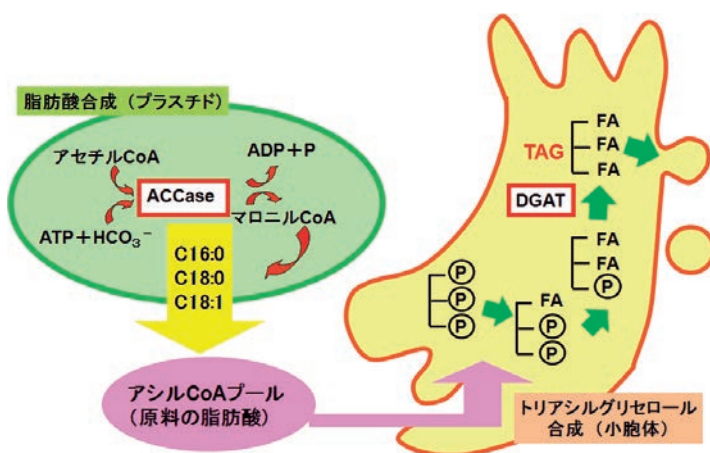 脂肪酸合成（プラスチド）
アセチルCoA
ADP＋P
ACCase
ATP＋HCO₃⁻
マロニルCoA
C16:0
C18:0
C18:1
アシルCoAプール
（原料の脂肪酸）
FA
TAG
FA
FA
DGAT
FA
FA
P
P
P
P
FA
P
P
トリアシルグリセロール
合成（小胞体）